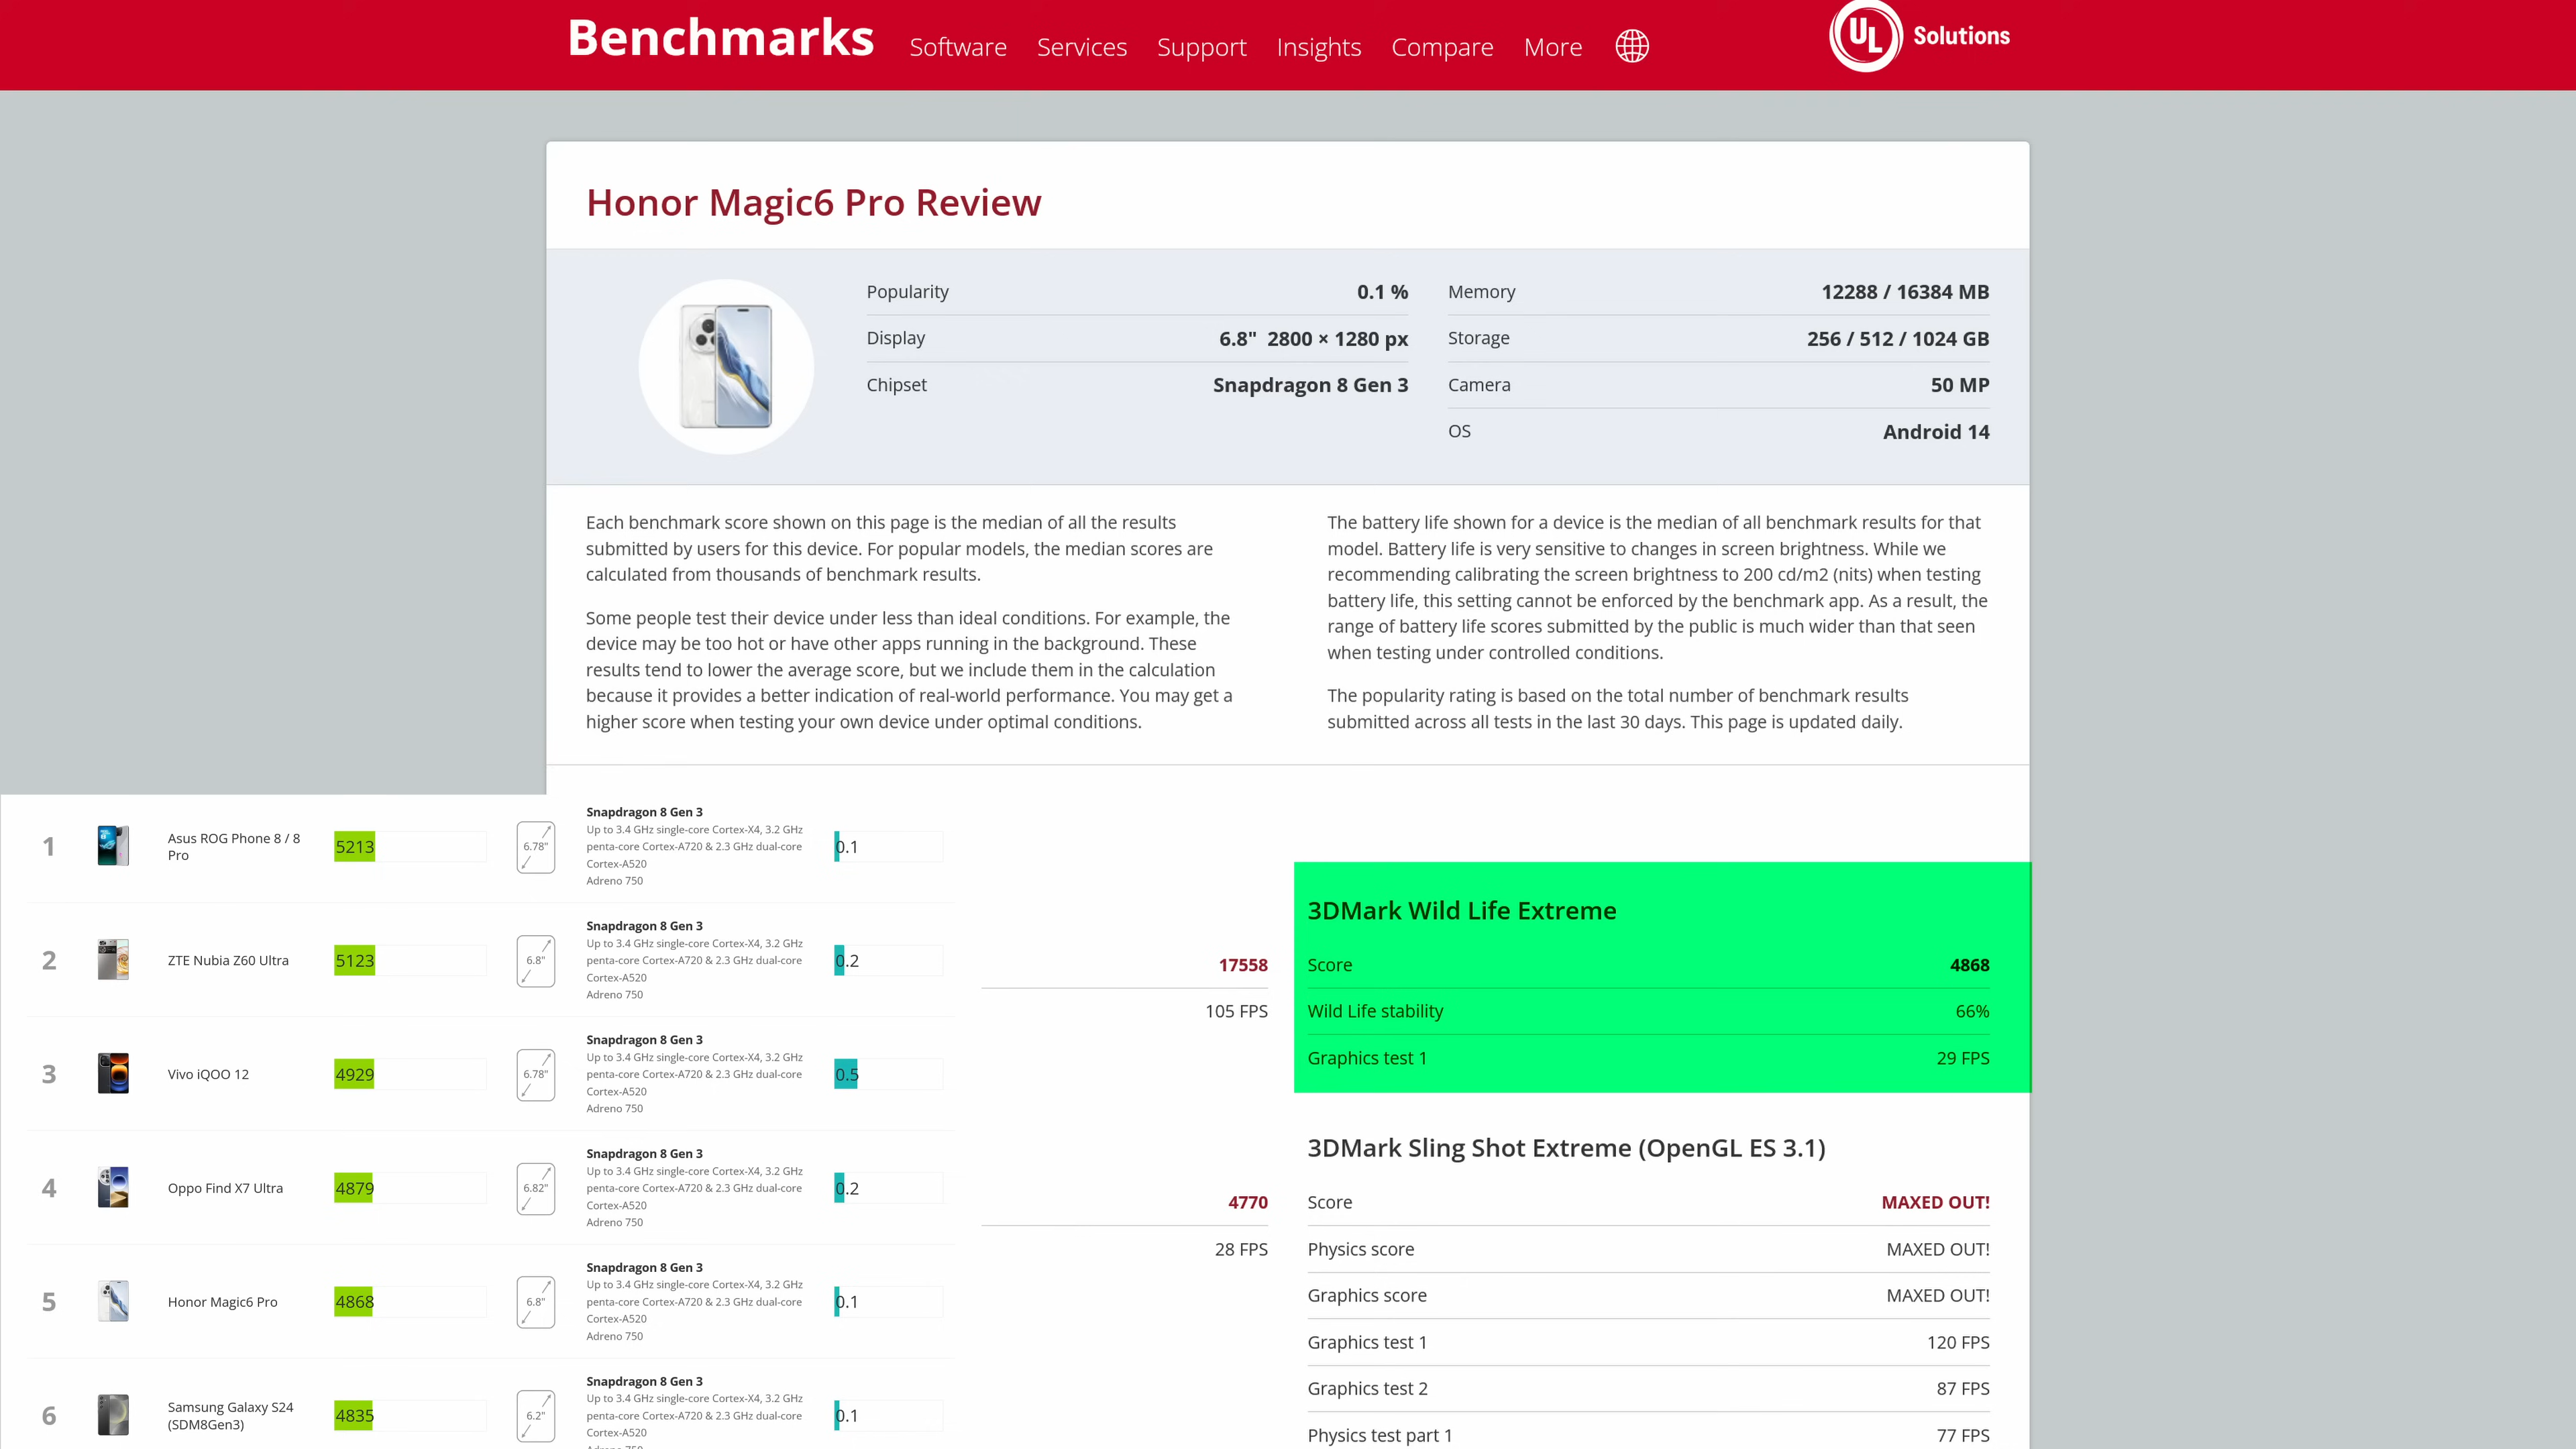 Benchmarks Software Services Support Insights Compare More UL Solutions
Honor Magic6 Pro Review
Popularity 0.1 %
Display 6.8" 2800 × 1280 px
Chipset Snapdragon 8 Gen 3
Memory 12288 / 16384 MB
Storage 256 / 512 / 1024 GB
Camera 50 MP
OS Android 14
Each benchmark score shown on this page is the median of all the results
submitted by users for this device. For popular models, the median scores are
calculated from thousands of benchmark results.
Some people test their device under less than ideal conditions. For example, the
device may be too hot or have other apps running in the background. These
results tend to lower the average score, but we include them in the calculation
because it provides a better indication of real-world performance. You may get a
higher score when testing your own device under optimal conditions.
The battery life shown for a device is the median of all benchmark results for that
model. Battery life is very sensitive to changes in screen brightness. While we
recommending calibrating the screen brightness to 200 cd/m2 (nits) when testing
battery life, this setting cannot be enforced by the benchmark app. As a result, the
range of battery life scores submitted by the public is much wider than that seen
when testing under controlled conditions.
The popularity rating is based on the total number of benchmark results
submitted across all tests in the last 30 days. This page is updated daily.
1
Asus ROG Phone 8 / 8
Pro
5213
6.78"
Snapdragon 8 Gen 3
Up to 3.4 GHz single-core Cortex-X4, 3.2 GHz
penta-core Cortex-A720 & 2.3 GHz dual-core
Cortex-A520
Adreno 750
0.1
2
ZTE Nubia Z60 Ultra
5123
6.8"
Snapdragon 8 Gen 3
Up to 3.4 GHz single-core Cortex-X4, 3.2 GHz
penta-core Cortex-A720 & 2.3 GHz dual-core
Cortex-A520
Adreno 750
0.2
3
Vivo iQOO 12
4929
6.78"
Snapdragon 8 Gen 3
Up to 3.4 GHz single-core Cortex-X4, 3.2 GHz
penta-core Cortex-A720 & 2.3 GHz dual-core
Cortex-A520
Adreno 750
0.5
4
Oppo Find X7 Ultra
4879
6.82"
Snapdragon 8 Gen 3
Up to 3.4 GHz single-core Cortex-X4, 3.2 GHz
penta-core Cortex-A720 & 2.3 GHz dual-core
Cortex-A520
Adreno 750
0.2
5
Honor Magic6 Pro
4868
6.8"
Snapdragon 8 Gen 3
Up to 3.4 GHz single-core Cortex-X4, 3.2 GHz
penta-core Cortex-A720 & 2.3 GHz dual-core
Cortex-A520
Adreno 750
0.1
6
Samsung Galaxy S24
(SDM8Gen3)
4835
6.2"
Snapdragon 8 Gen 3
Up to 3.4 GHz single-core Cortex-X4, 3.2 GHz
penta-core Cortex-A720 & 2.3 GHz dual-core
Cortex-A520
0.1
17558
105 FPS
4770
28 FPS
3DMark Wild Life Extreme
Score 4868
Wild Life stability 66%
Graphics test 1 29 FPS
3DMark Sling Shot Extreme (OpenGL ES 3.1)
Score MAXED OUT!
Physics score MAXED OUT!
Graphics score MAXED OUT!
Graphics test 1 120 FPS
Graphics test 2 87 FPS
Physics test part 1 77 FPS